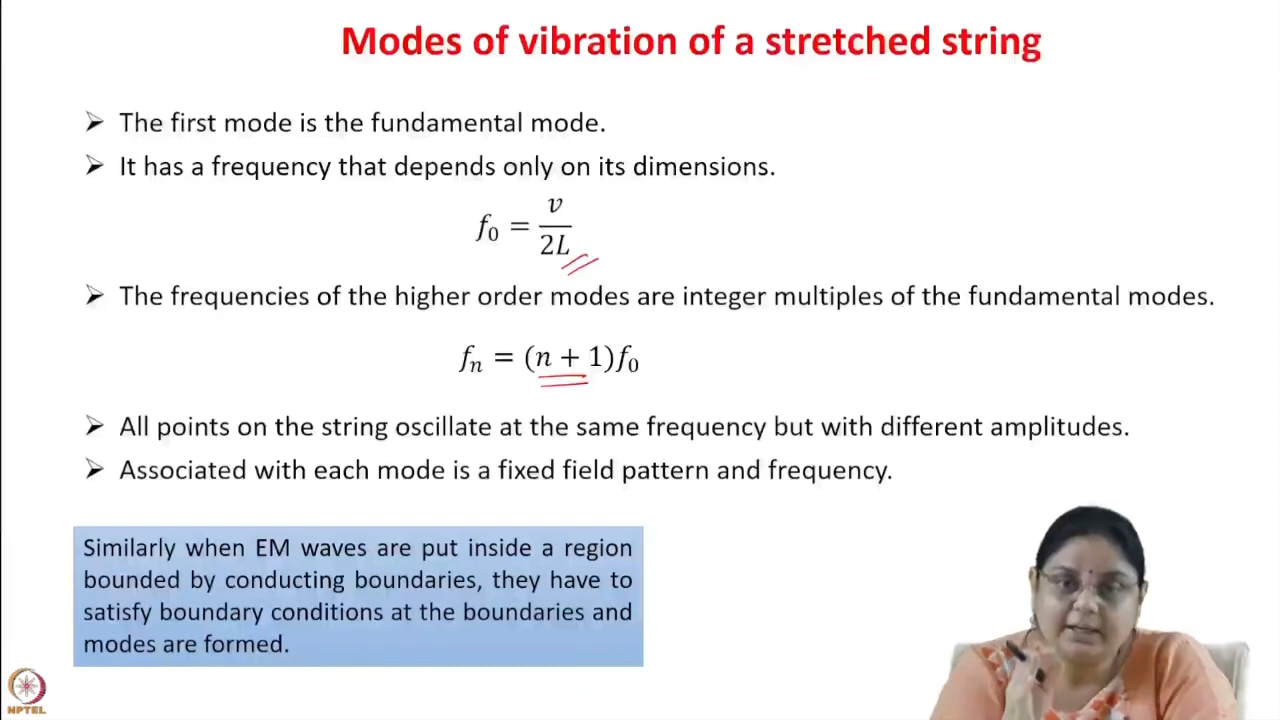 Modes of vibration of a stretched string
➢ The first mode is the fundamental mode.
➢ It has a frequency that depends only on its dimensions.
f₀ = v/2L
➢ The frequencies of the higher order modes are integer multiples of the fundamental modes.
fₙ = (n + 1)f₀
➢ All points on the string oscillate at the same frequency but with different amplitudes.
➢ Associated with each mode is a fixed field pattern and frequency.
Similarly when EM waves are put inside a region
bounded by conducting boundaries, they have to
satisfy boundary conditions at the boundaries and
modes are formed.
NPTEL